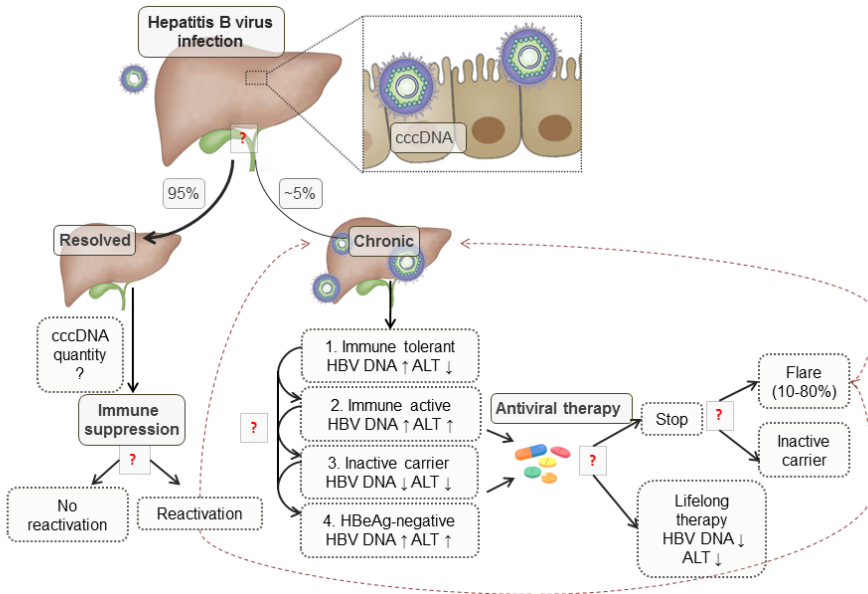 Hepatitis B virus
infection
cccDNA
?
95%
~5%
Resolved
Chronic
cccDNA
quantity
?
1. Immune tolerant
HBV DNA ↑ ALT ↓
Immune
suppression
?
2. Immune active
HBV DNA ↑ ALT ↑
?
3. Inactive carrier
HBV DNA ↓ ALT ↓
4. HBeAg-negative
HBV DNA ↑ ALT ↑
No
reactivation
Reactivation
Antiviral therapy
?
Stop
?
Flare
(10-80%)
Inactive
carrier
Lifelong
therapy
HBV DNA ↓
ALT ↓